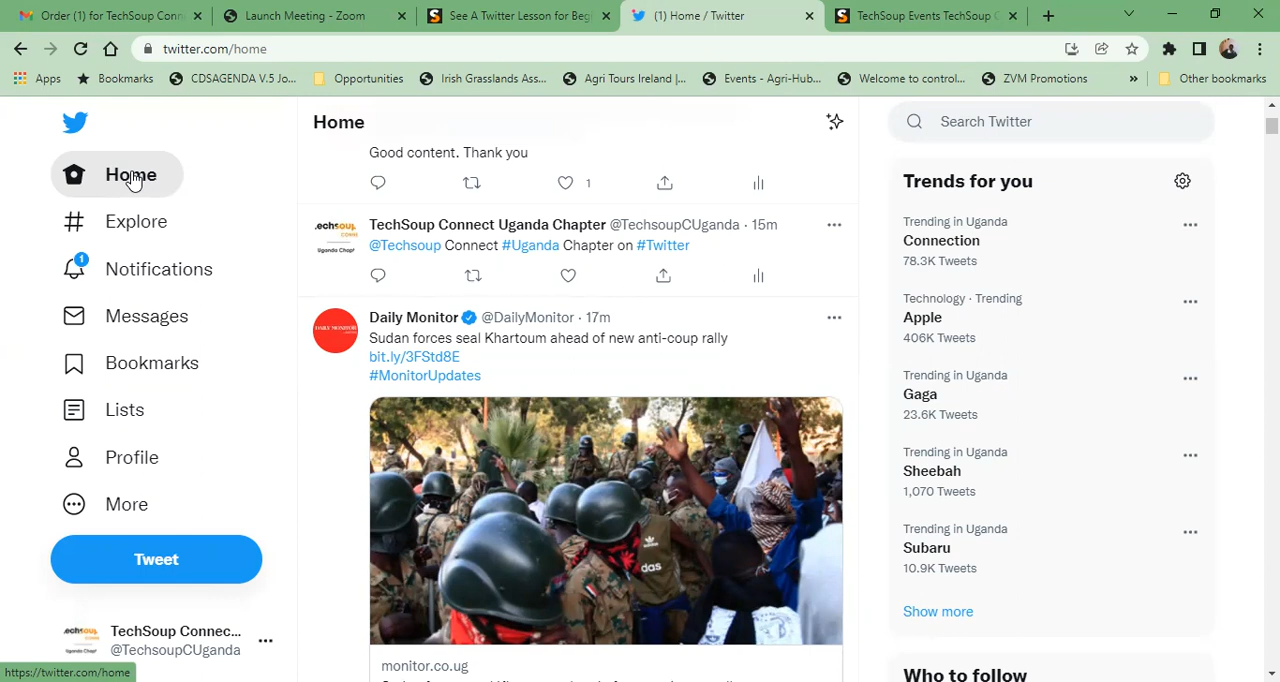 Order (1) for TechSoup Conn
Launch Meeting - Zoom
See A Twitter Lesson for Beg
(1) Home / Twitter
TechSoup Events TechSoup C
twitter.com/home
Apps
Bookmarks
CDSAGENDA V.5 Jo...
Opportunities
Irish Grasslands Ass...
Agri Tours Ireland |...
Events - Agri-Hub...
Welcome to control...
ZVM Promotions
»
Other bookmarks
Home
Explore
1
Notifications
Messages
Bookmarks
Lists
Profile
More
Tweet
TechSoup Connec...
@TechsoupCUganda
https://twitter.com/home
Home
Good content. Thank you
1
TechSoup Connect Uganda Chapter @TechsoupCUganda · 15m
@Techsoup Connect #Uganda Chapter on #Twitter
Daily Monitor @DailyMonitor · 17m
Sudan forces seal Khartoum ahead of new anti-coup rally
bit.ly/3FStd8E
#MonitorUpdates
DAILY MONITOR
das
monitor.co.ug
Search Twitter
Trends for you
Trending in Uganda
Connection
78.3K Tweets
Technology · Trending
Apple
406K Tweets
Trending in Uganda
Gaga
23.6K Tweets
Trending in Uganda
Sheebah
1,070 Tweets
Trending in Uganda
Subaru
10.9K Tweets
Show more
Who to follow